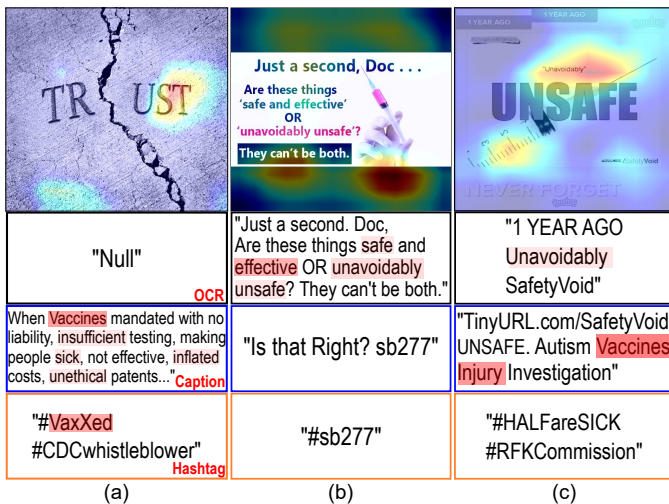 TR UST
"Null"
OCR
When Vaccines mandated with no
liability, insufficient testing, making
people sick, not effective, inflated
costs, unethical patents..."
Caption
"#VaxXed
#CDCwhistleblower"
Hashtag
(a)
Just a second, Doc . . .
Are these things
'safe and effective'
OR
'unavoidably unsafe'?
They can't be both.
"Just a second. Doc,
Are these things safe and
effective OR unavoidably
unsafe? They can't be both."
"Is that Right? sb277"
"#sb277"
(b)
1 YEAR AGO
1 YEAR AGO
"Unavoidably"
UNSAFE
/SafetyVoid
NEVER FORGET
"1 YEAR AGO
Unavoidably
SafetyVoid"
"TinyURL.com/SafetyVoid
UNSAFE. Autism Vaccines
Injury Investigation"
"#HALFareSICK
#RFKCommission"
(c)